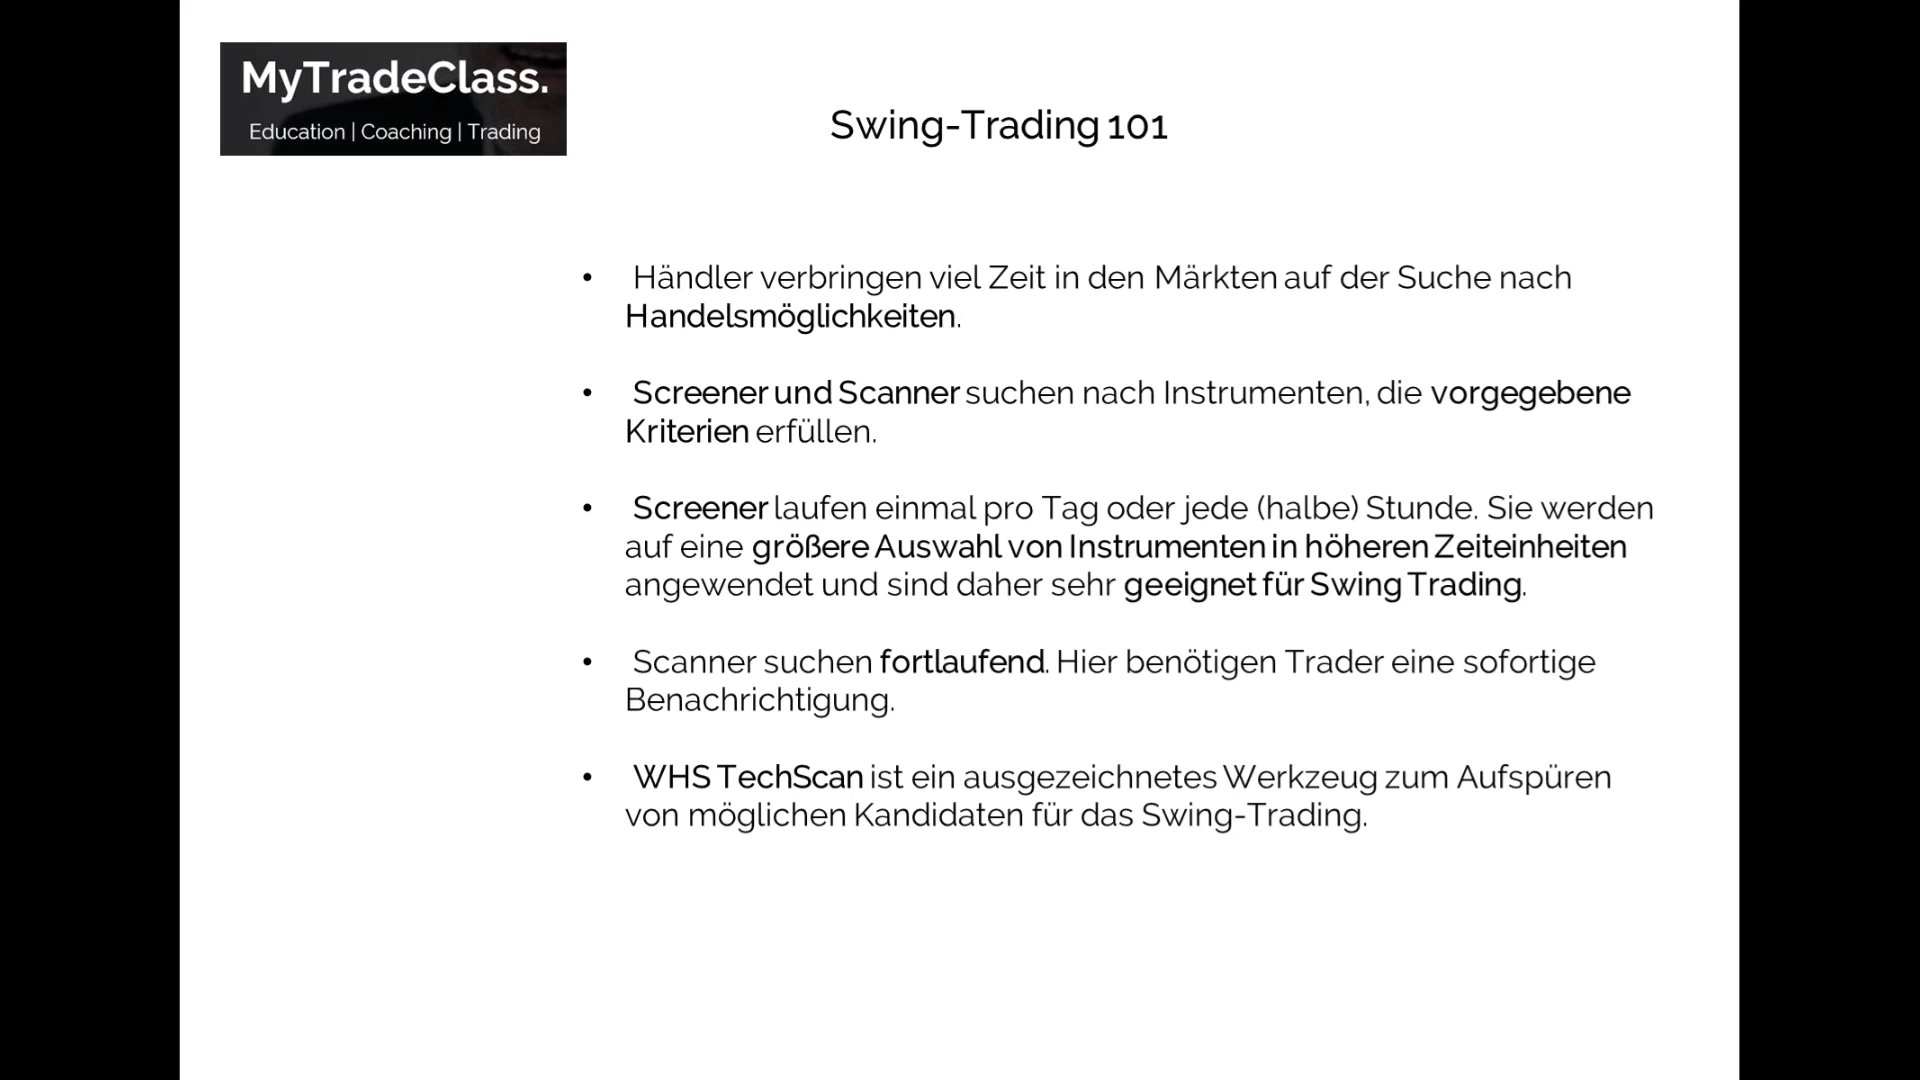 MyTradeClass.
Education | Coaching | Trading
Swing-Trading 101
• Händler verbringen viel Zeit in den Märkten auf der Suche nach
Handelsmöglichkeiten.
• Screener und Scanner suchen nach Instrumenten, die vorgegebene
Kriterien erfüllen.
• Screener laufen einmal pro Tag oder jede (halbe) Stunde. Sie werden
auf eine größere Auswahl von Instrumenten in höheren Zeiteinheiten
angewendet und sind daher sehr geeignet für Swing Trading.
• Scanner suchen fortlaufend. Hier benötigen Trader eine sofortige
Benachrichtigung.
• WHS TechScan ist ein ausgezeichnetes Werkzeug zum Aufspüren
von möglichen Kandidaten für das Swing-Trading.